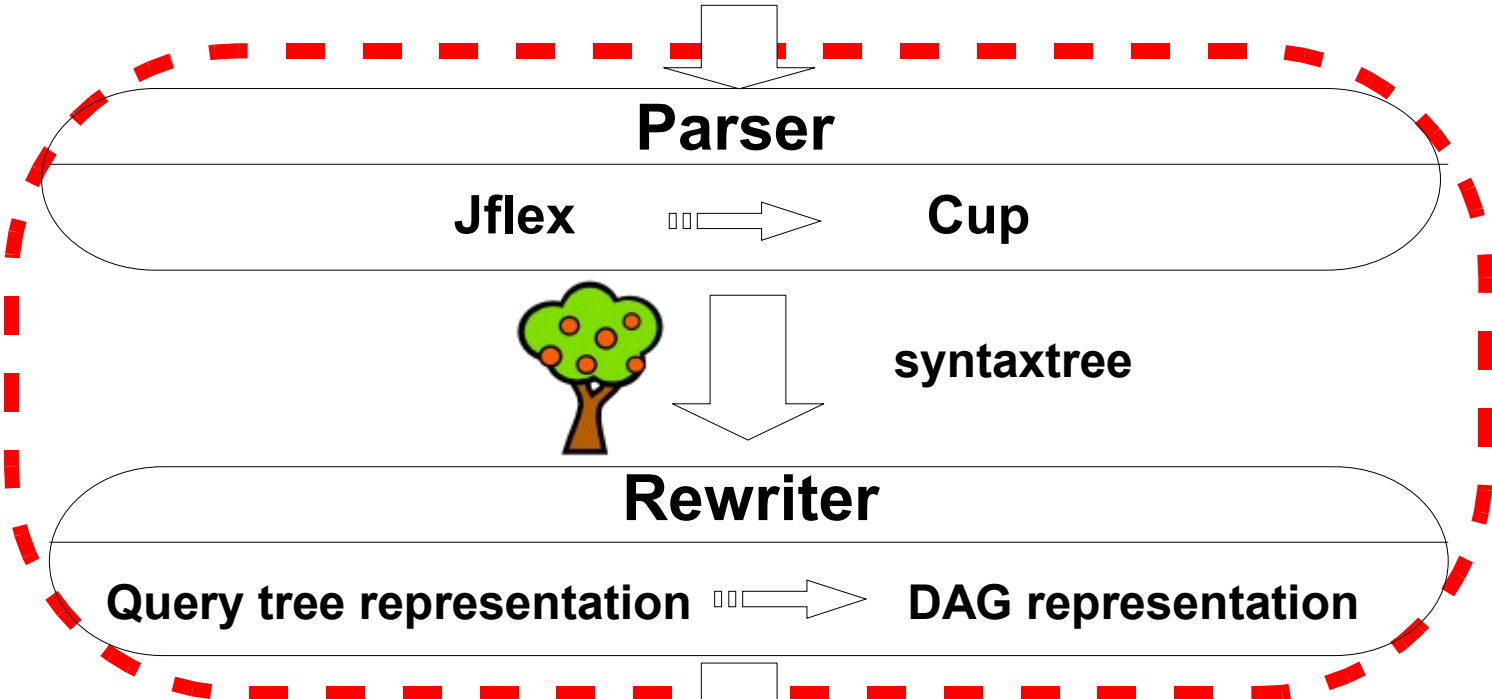 Parser
Jflex Cup
syntaxtree
Rewriter
Query tree representation DAG representation